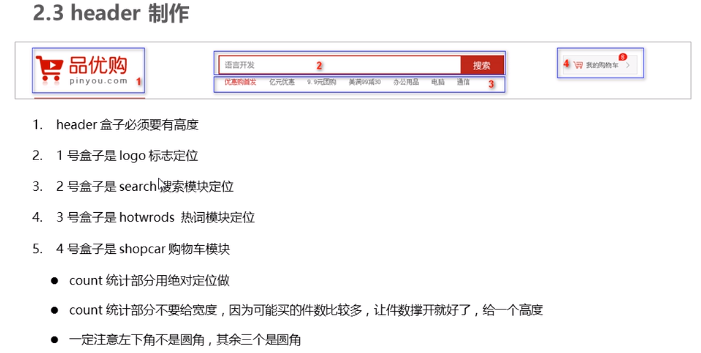 2.3 header 制作
品优购
pinyou.com
1
语言开发
2
搜索
优惠购首发 亿元优惠 9.9元团购 美满99减30 办公用品 电脑 通信
3
4
我的购物车
1. header 盒子必须要有高度
2. 1 号盒子是 logo 标志定位
3. 2 号盒子是 search 搜索模块定位
4. 3 号盒子是 hotwrods 热词模块定位
5. 4 号盒子是 shopcar 购物车模块
● count 统计部分用绝对定位做
● count 统计部分不要给宽度，因为可能买的件数比较多，让件数撑开就好了，给一个高度
● 一定注意左下角不是圆角，其余三个是圆角